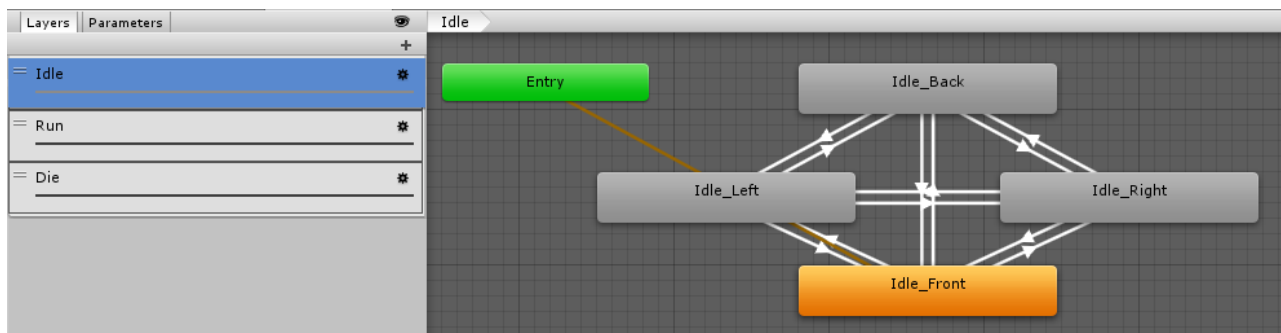 Layers Parameters
Idle
+
Idle
Run
Die
Entry
Idle_Back
Idle_Left
Idle_Right
Idle_Front